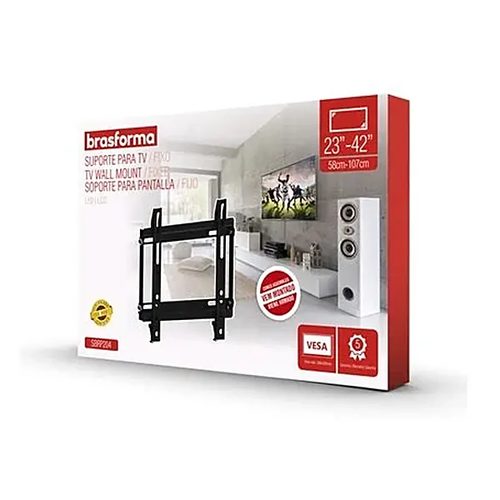 brasforma
SUPORTE PARA TV / FIXO
TV WALL MOUNT / FIXED
SOPORTE PARA PANTALLA / FIJO
LED | LCD
23"-42"
58cm-107cm
VEM MONTADO
SBRP204
VESA
5